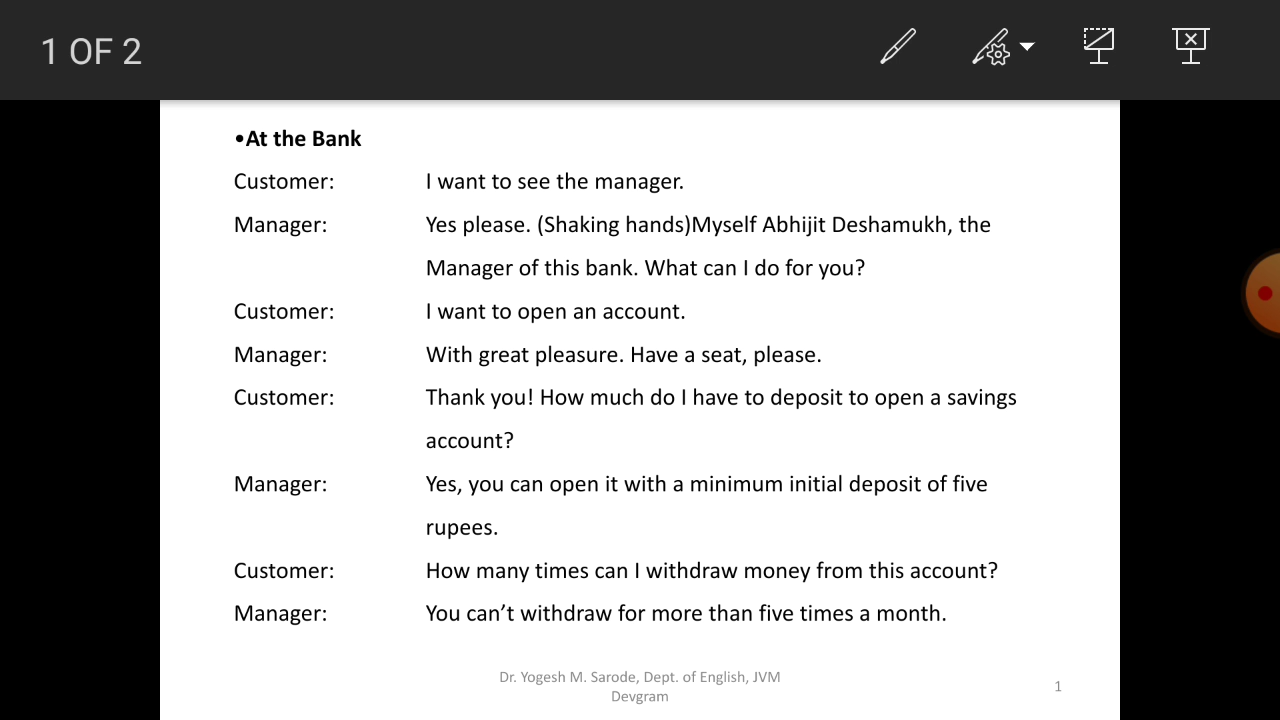 1 OF 2
•At the Bank
Customer: I want to see the manager.
Manager: Yes please. (Shaking hands)Myself Abhijit Deshamukh, the
Manager of this bank. What can I do for you?
Customer: I want to open an account.
Manager: With great pleasure. Have a seat, please.
Customer: Thank you! How much do I have to deposit to open a savings
account?
Manager: Yes, you can open it with a minimum initial deposit of five
rupees.
Customer: How many times can I withdraw money from this account?
Manager: You can’t withdraw for more than five times a month.
Dr. Yogesh M. Sarode, Dept. of English, JVM
Devgram
1